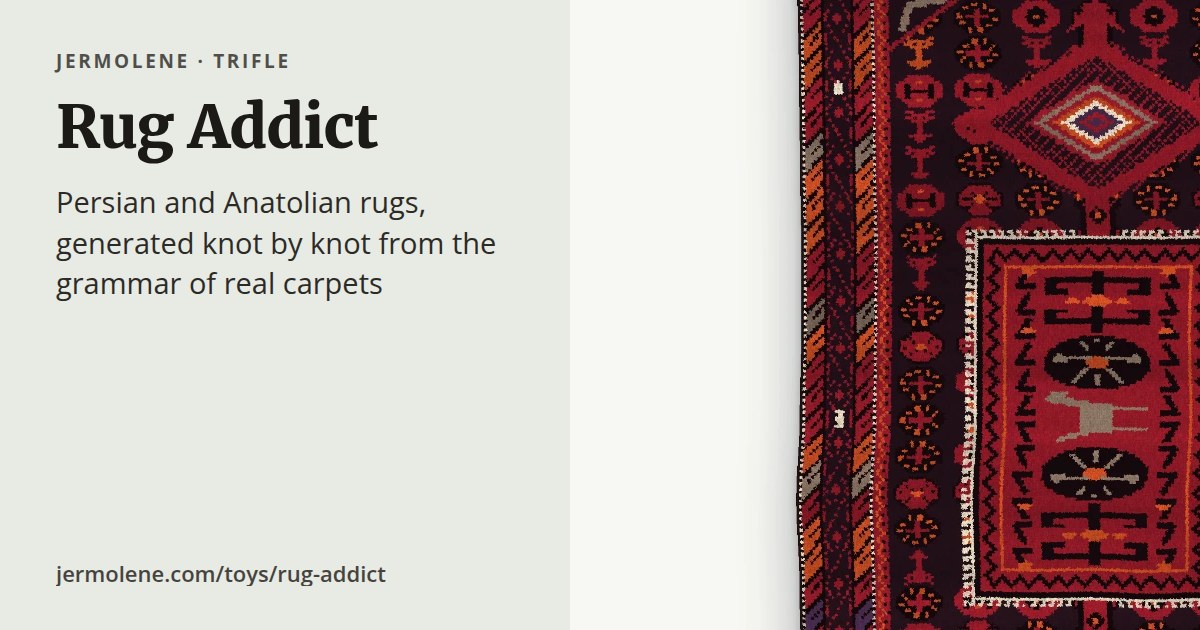 JERMOLENE · TRIFLE
Rug Addict
Persian and Anatolian rugs,
generated knot by knot from the
grammar of real carpets
jermolene.com/toys/rug-addict